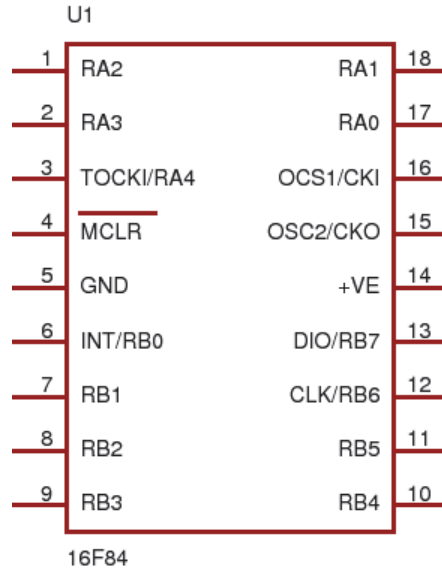 U1
1 RA2 RA1 18
2 RA3 RA0 17
3 TOCKI/RA4 OCS1/CKI 16
4 MCLR OSC2/CKO 15
5 GND +VE 14
6 INT/RB0 DIO/RB7 13
7 RB1 CLK/RB6 12
8 RB2 RB5 11
9 RB3 RB4 10
16F84